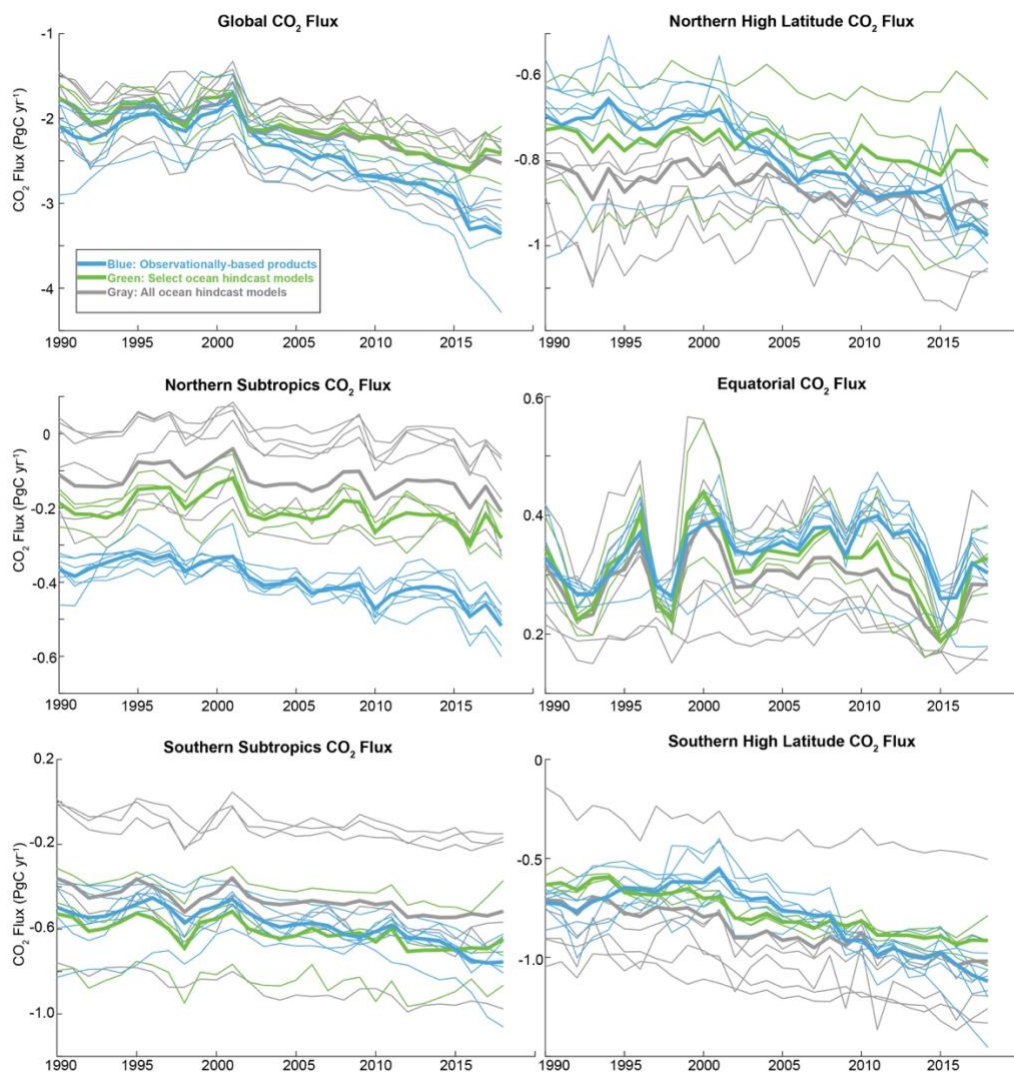 Global CO₂ Flux
CO₂ Flux (PgC yr⁻¹)
-1
-2
-3
-4
Blue: Observationally-based products
Green: Select ocean hindcast models
Gray: All ocean hindcast models
1990 1995 2000 2005 2010 2015
Northern High Latitude CO₂ Flux
-0.6
-0.8
-1
1990 1995 2000 2005 2010 2015
Northern Subtropics CO₂ Flux
CO₂ Flux (PgC yr⁻¹)
0
-0.2
-0.4
-0.6
1990 1995 2000 2005 2010 2015
Equatorial CO₂ Flux
0.6
0.4
0.2
1990 1995 2000 2005 2010 2015
Southern Subtropics CO₂ Flux
CO₂ Flux (PgC yr⁻¹)
0.2
-0.2
-0.6
-1.0
1990 1995 2000 2005 2010 2015
Southern High Latitude CO₂ Flux
0
-0.5
-1.0
1990 1995 2000 2005 2010 2015